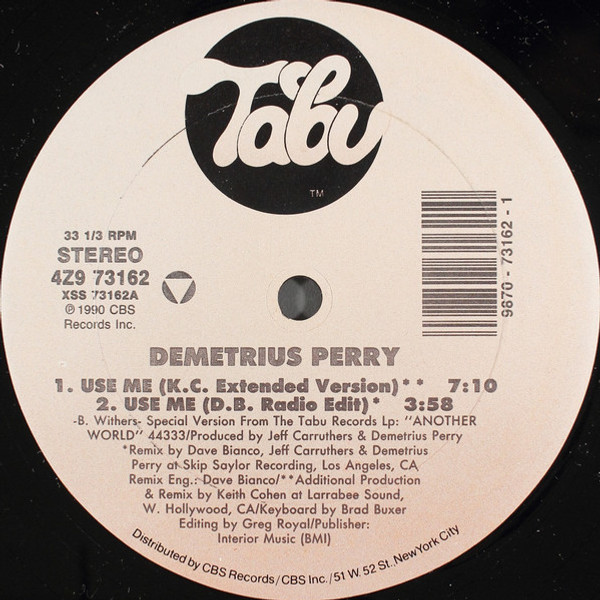 Tabu
TM
33 1/3 RPM
STEREO
4Z9 73162
XSS 73162A
℗ 1990 CBS
Records Inc.
9870 - 73162 - 1
DEMETRIUS PERRY
1. USE ME (K.C. Extended Version)** 7:10
2. USE ME (D.B. Radio Edit)* 3:58
-B. Withers- Special Version From The Tabu Records Lp: "ANOTHER
WORLD" 44333/Produced by Jeff Carruthers & Demetrius Perry
*Remix by Dave Bianco, Jeff Carruthers & Demetrius
Perry at Skip Saylor Recording, Los Angeles, CA
Remix Eng.: Dave Bianco/**Additional Production
& Remix by Keith Cohen at Larrabee Sound,
W. Hollywood, CA/Keyboard by Brad Buxer
Editing by Greg Royal/Publisher:
Interior Music (BMI)
Distributed by CBS Records/CBS Inc./51 W. 52 St., New York City